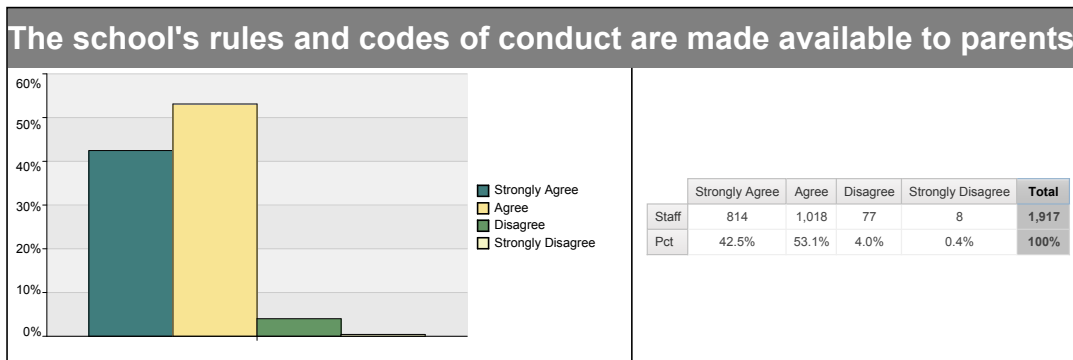 The school's rules and codes of conduct are made available to parents
60%
50%
40%
30%
20%
10%
0%
Strongly Agree
Agree
Disagree
Strongly Disagree
Strongly Agree Agree Disagree Strongly Disagree Total
Staff 814 1,018 77 8 1,917
Pct 42.5% 53.1% 4.0% 0.4% 100%